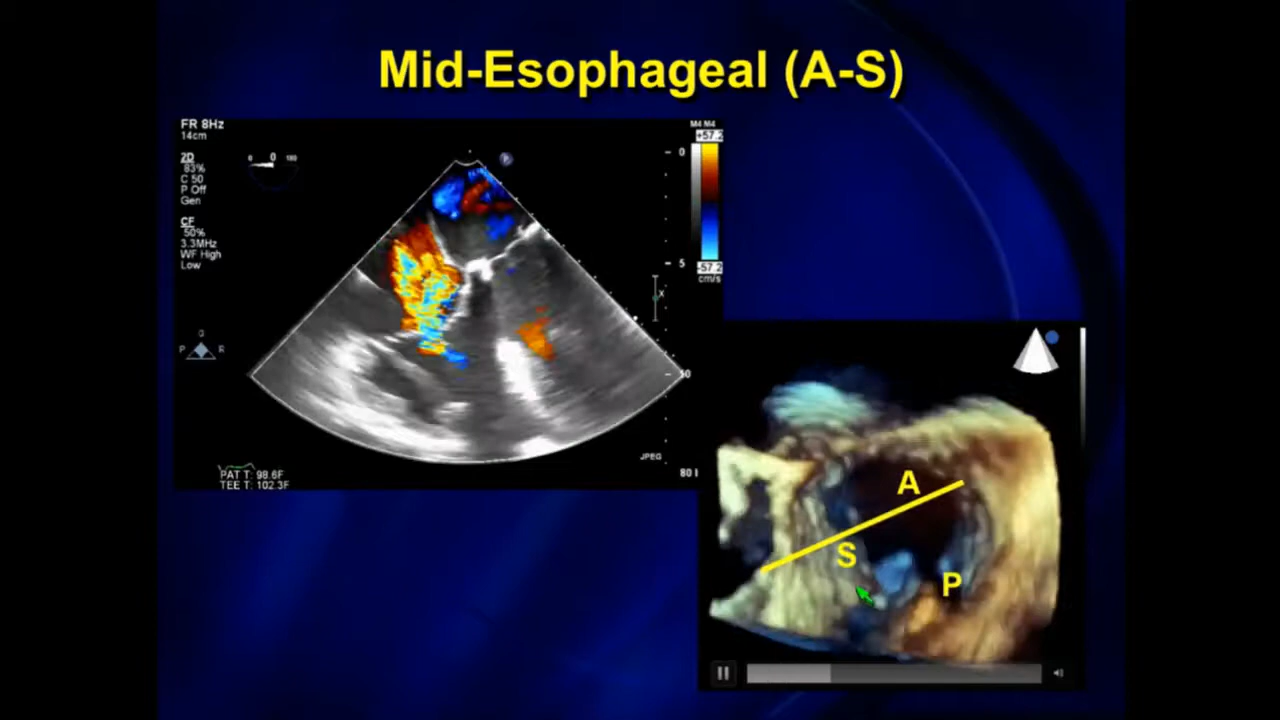 Mid-Esophageal (A-S)
FR 8Hz
14cm
2D
83%
C 50
P Off
Gen
CF
50%
3.3MHz
WF High
Low
0 0 180
P
M4 M4
+57.2
-57.2
cm/s
0
5
10
X
G
P R
PAT T: 98.6F
TEE T: 102.3F
JPEG
80
A
S
P